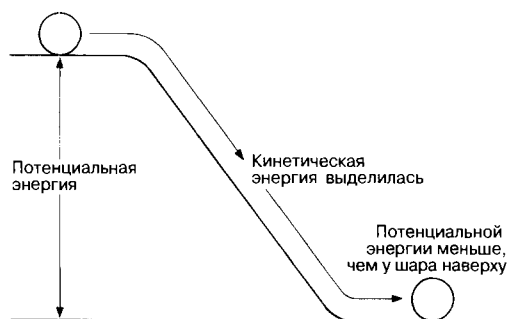 Потенциальная
энергия
Кинетическая
энергия выделилась
Потенциальной
энергии меньше,
чем у шара наверху